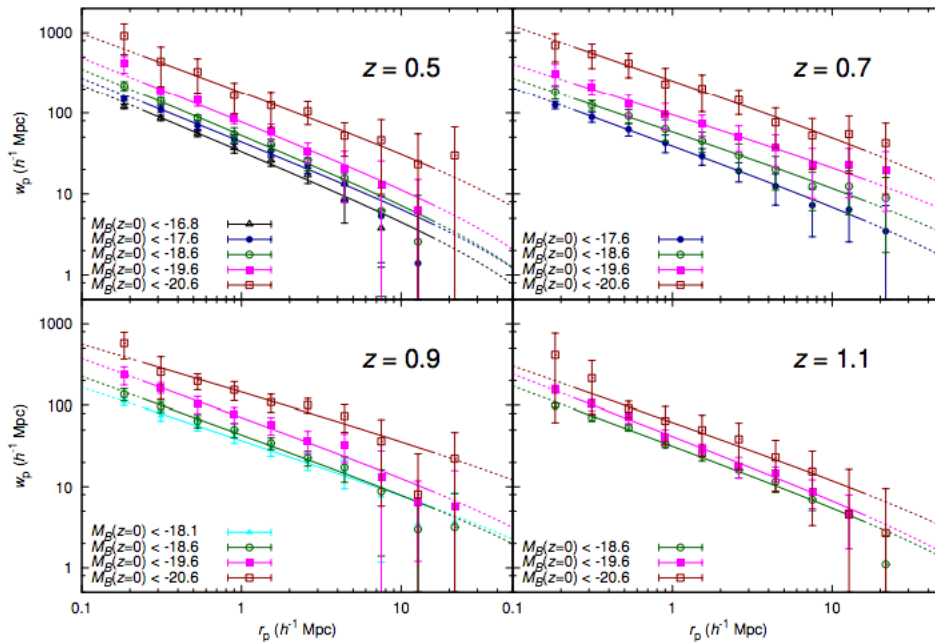 z = 0.5
z = 0.7
1000
100
10
1
w_p (h^-1 Mpc)
M_B(z=0) < -16.8
M_B(z=0) < -17.6
M_B(z=0) < -18.6
M_B(z=0) < -19.6
M_B(z=0) < -20.6
M_B(z=0) < -17.6
M_B(z=0) < -18.6
M_B(z=0) < -19.6
M_B(z=0) < -20.6
z = 0.9
z = 1.1
1000
100
10
1
w_p (h^-1 Mpc)
M_B(z=0) < -18.1
M_B(z=0) < -18.6
M_B(z=0) < -19.6
M_B(z=0) < -20.6
M_B(z=0) < -18.6
M_B(z=0) < -19.6
M_B(z=0) < -20.6
0.1 1 10 0.1 1 10
r_p (h^-1 Mpc) r_p (h^-1 Mpc)